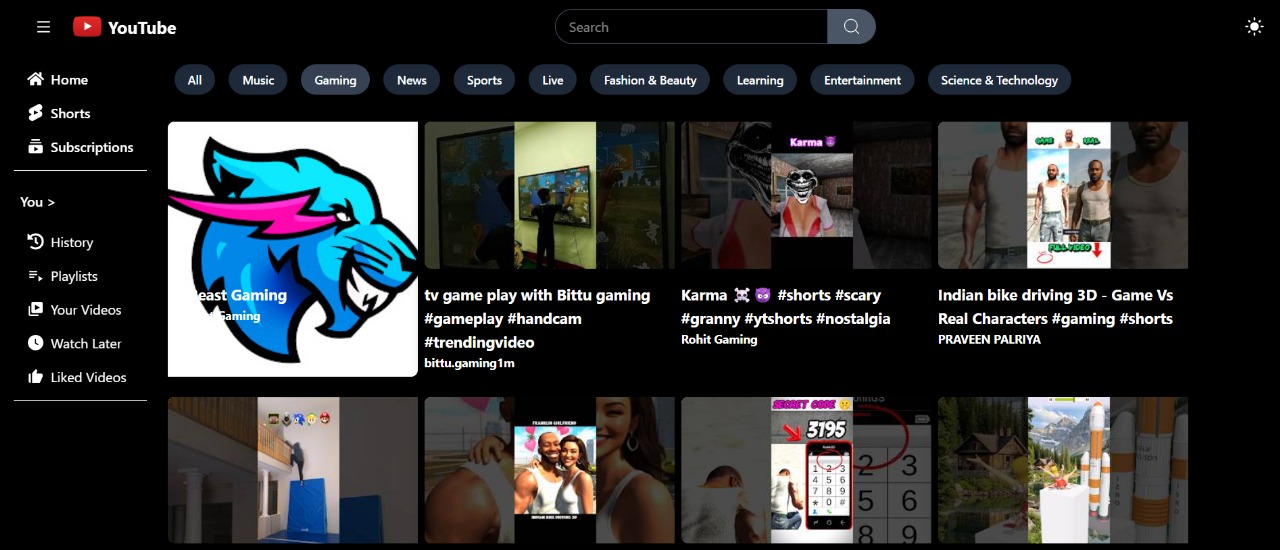 YouTube
Search
Home
Shorts
Subscriptions
You >
History
Playlists
Your Videos
Watch Later
Liked Videos
All
Music
Gaming
News
Sports
Live
Fashion & Beauty
Learning
Entertainment
Science & Technology
Karma 😈
GAME REAL
FULL VIDEO
east Gaming
Gaming
tv game play with Bittu gaming
#gameplay #handcam
#trendingvideo
bittu.gaming1m
Karma ☠️ 😈 #shorts #scary
#granny #ytshorts #nostalgia
Rohit Gaming
Indian bike driving 3D - Game Vs
Real Characters #gaming #shorts
PRAVEEN PALRIYA
FRANKLIN GIRLFRIEND
INDIAN BIKE DRIVING 3D
SECRET CODE 🤫
3195
1 2 3
4 5 6
7 8 9
* 0 #
2 3
5 6
8 9